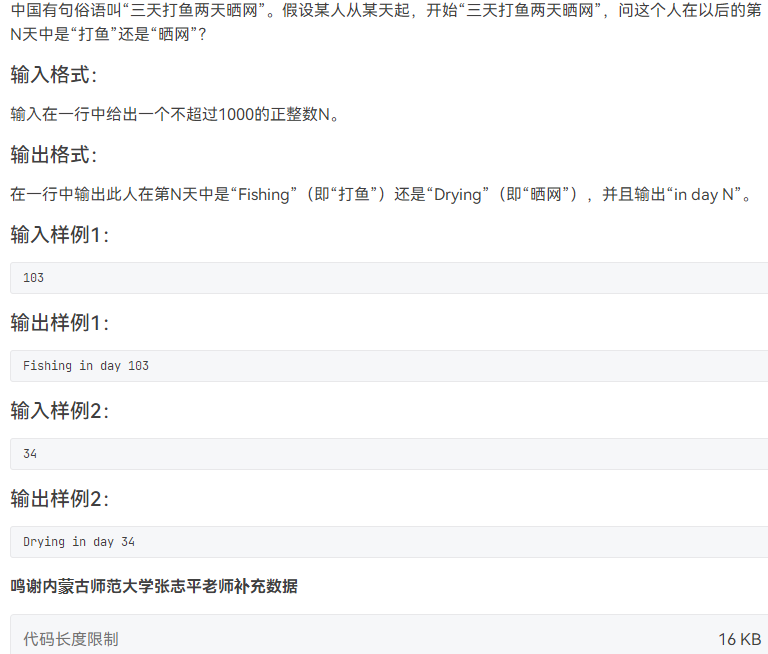 中国有句俗语叫“三天打鱼两天晒网”。假设某人从某天起，开始“三天打鱼两天晒网”，问这个人在以后的第
N天中是“打鱼”还是“晒网”？
输入格式：
输入在一行中给出一个不超过1000的正整数N。
输出格式：
在一行中输出此人在第N天中是“Fishing”（即“打鱼”）还是“Drying”（即“晒网”），并且输出“in day N”。
输入样例1：
103
输出样例1：
Fishing in day 103
输入样例2：
34
输出样例2：
Drying in day 34
鸣谢内蒙古师范大学张志平老师补充数据
代码长度限制 16 KB